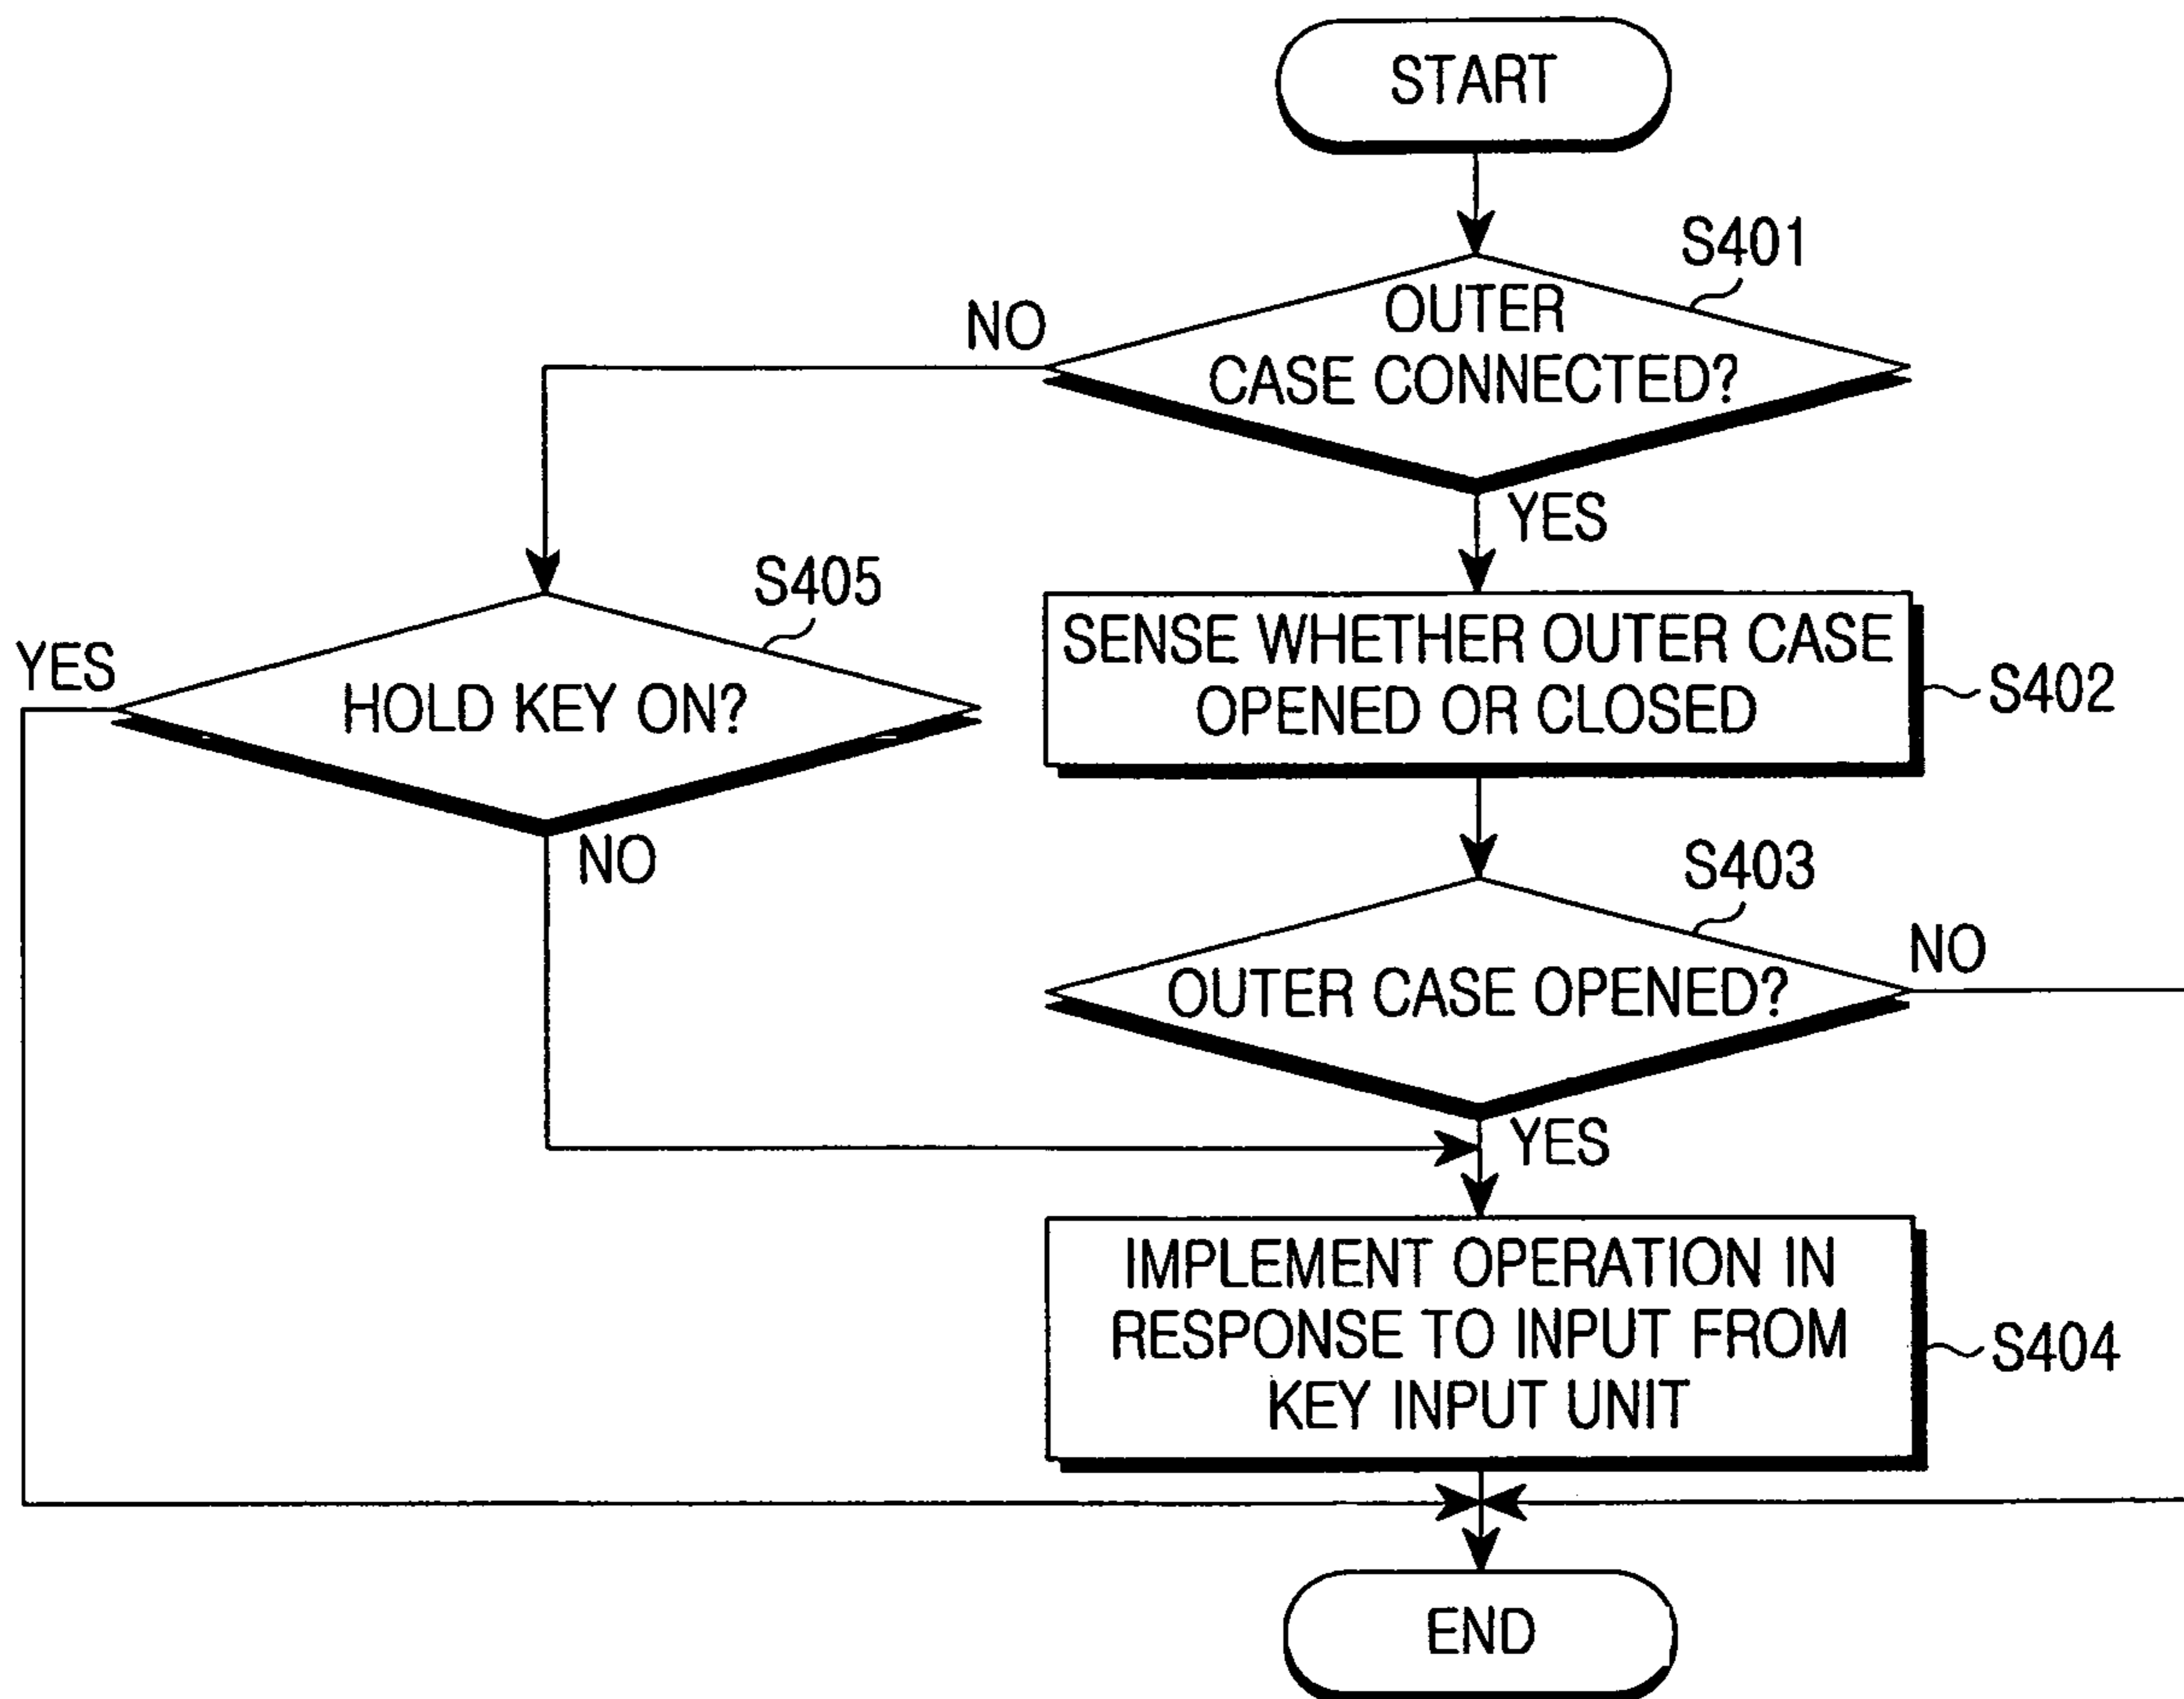 START
S401
NO
OUTER
CASE CONNECTED?
YES
S405
YES
HOLD KEY ON?
NO
SENSE WHETHER OUTER CASE
OPENED OR CLOSED
S402
S403
NO
OUTER CASE OPENED?
YES
IMPLEMENT OPERATION IN
RESPONSE TO INPUT FROM
KEY INPUT UNIT
S404
END